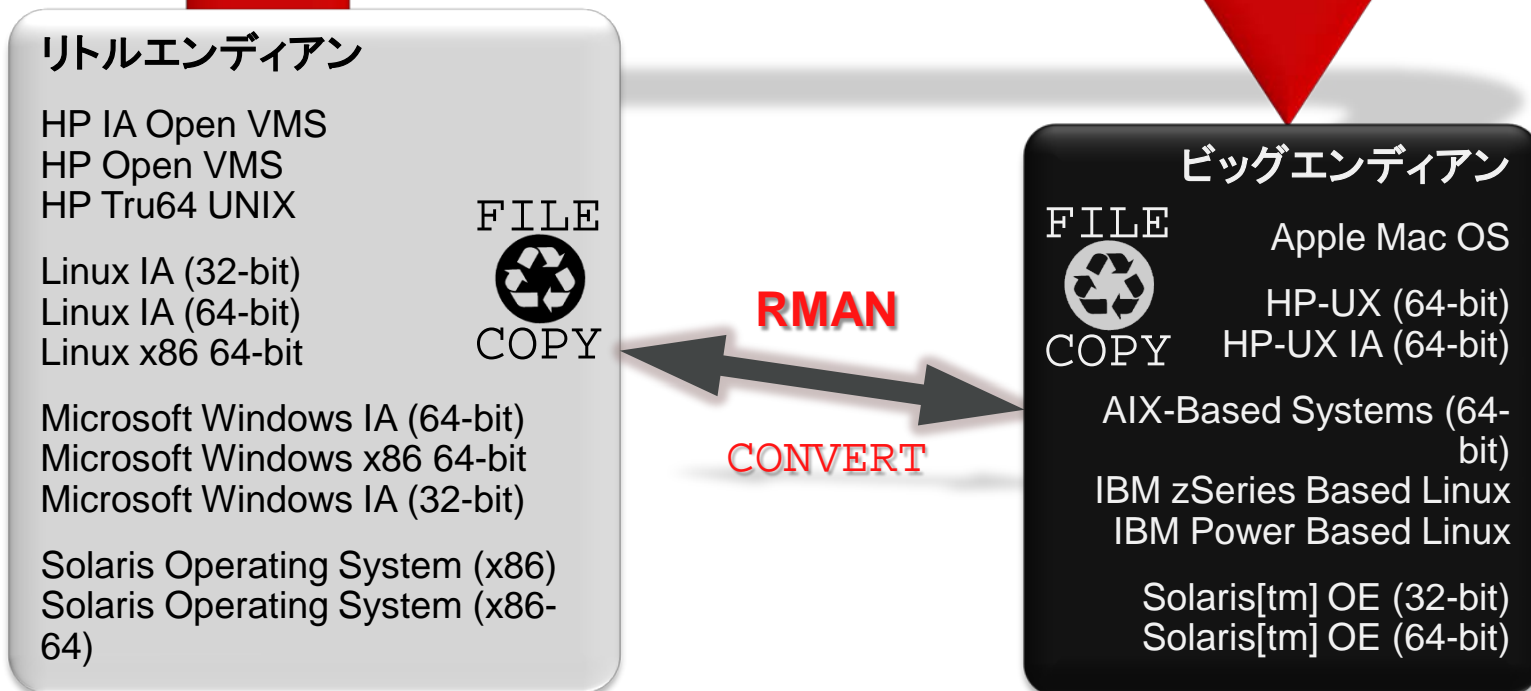 リトルエンディアン
HP IA Open VMS
HP Open VMS
HP Tru64 UNIX
Linux IA (32-bit)
Linux IA (64-bit)
Linux x86 64-bit
Microsoft Windows IA (64-bit)
Microsoft Windows x86 64-bit
Microsoft Windows IA (32-bit)
Solaris Operating System (x86)
Solaris Operating System (x86-
64)
FILE
COPY
RMAN
CONVERT
ビッグエンディアン
FILE
COPY
Apple Mac OS
HP-UX (64-bit)
HP-UX IA (64-bit)
AIX-Based Systems (64-
bit)
IBM zSeries Based Linux
IBM Power Based Linux
Solaris[tm] OE (32-bit)
Solaris[tm] OE (64-bit)